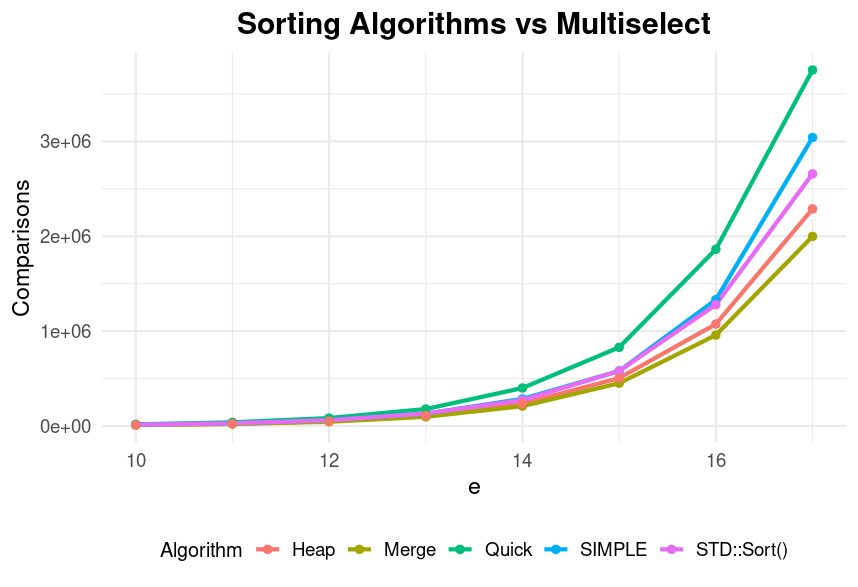 Sorting Algorithms vs Multiselect
Comparisons
3e+06
2e+06
1e+06
0e+00
10 12 14 16
e
Algorithm Heap Merge Quick SIMPLE STD::Sort()